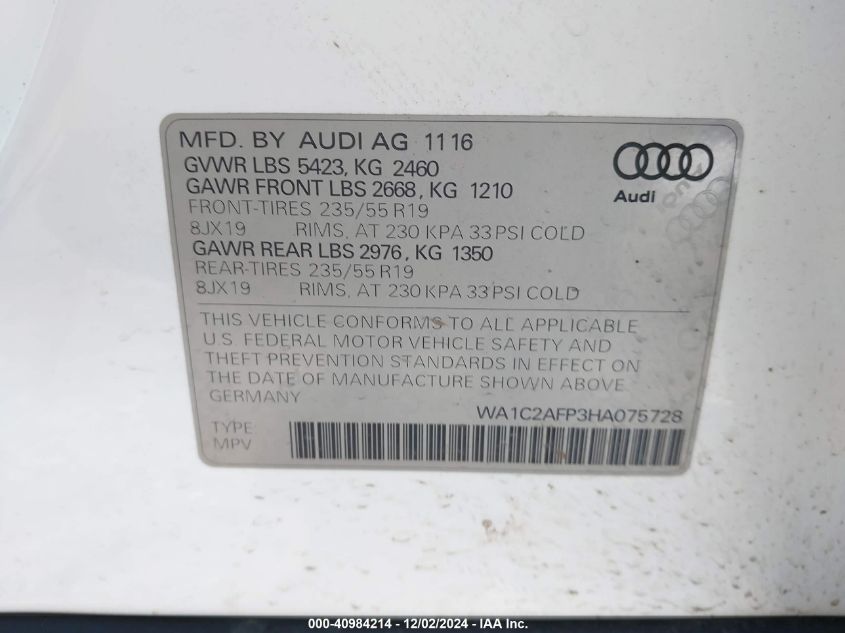 MFD. BY AUDI AG 11 16
GVWR LBS 5423, KG 2460
GAWR FRONT LBS 2668, KG 1210
FRONT-TIRES 235/55 R19
8JX19 RIMS, AT 230 KPA 33 PSI COLD
GAWR REAR LBS 2976, KG 1350
REAR-TIRES 235/55 R19
8JX19 RIMS, AT 230 KPA 33 PSI COLD
Audi
THIS VEHICLE CONFORMS TO ALL APPLICABLE
U.S. FEDERAL MOTOR VEHICLE SAFETY AND
THEFT PREVENTION STANDARDS IN EFFECT ON
THE DATE OF MANUFACTURE SHOWN ABOVE.
GERMANY
WA1C2AFP3HA075728
TYPE:
MPV
000-40984214 - 12/02/2024 - IAA Inc.